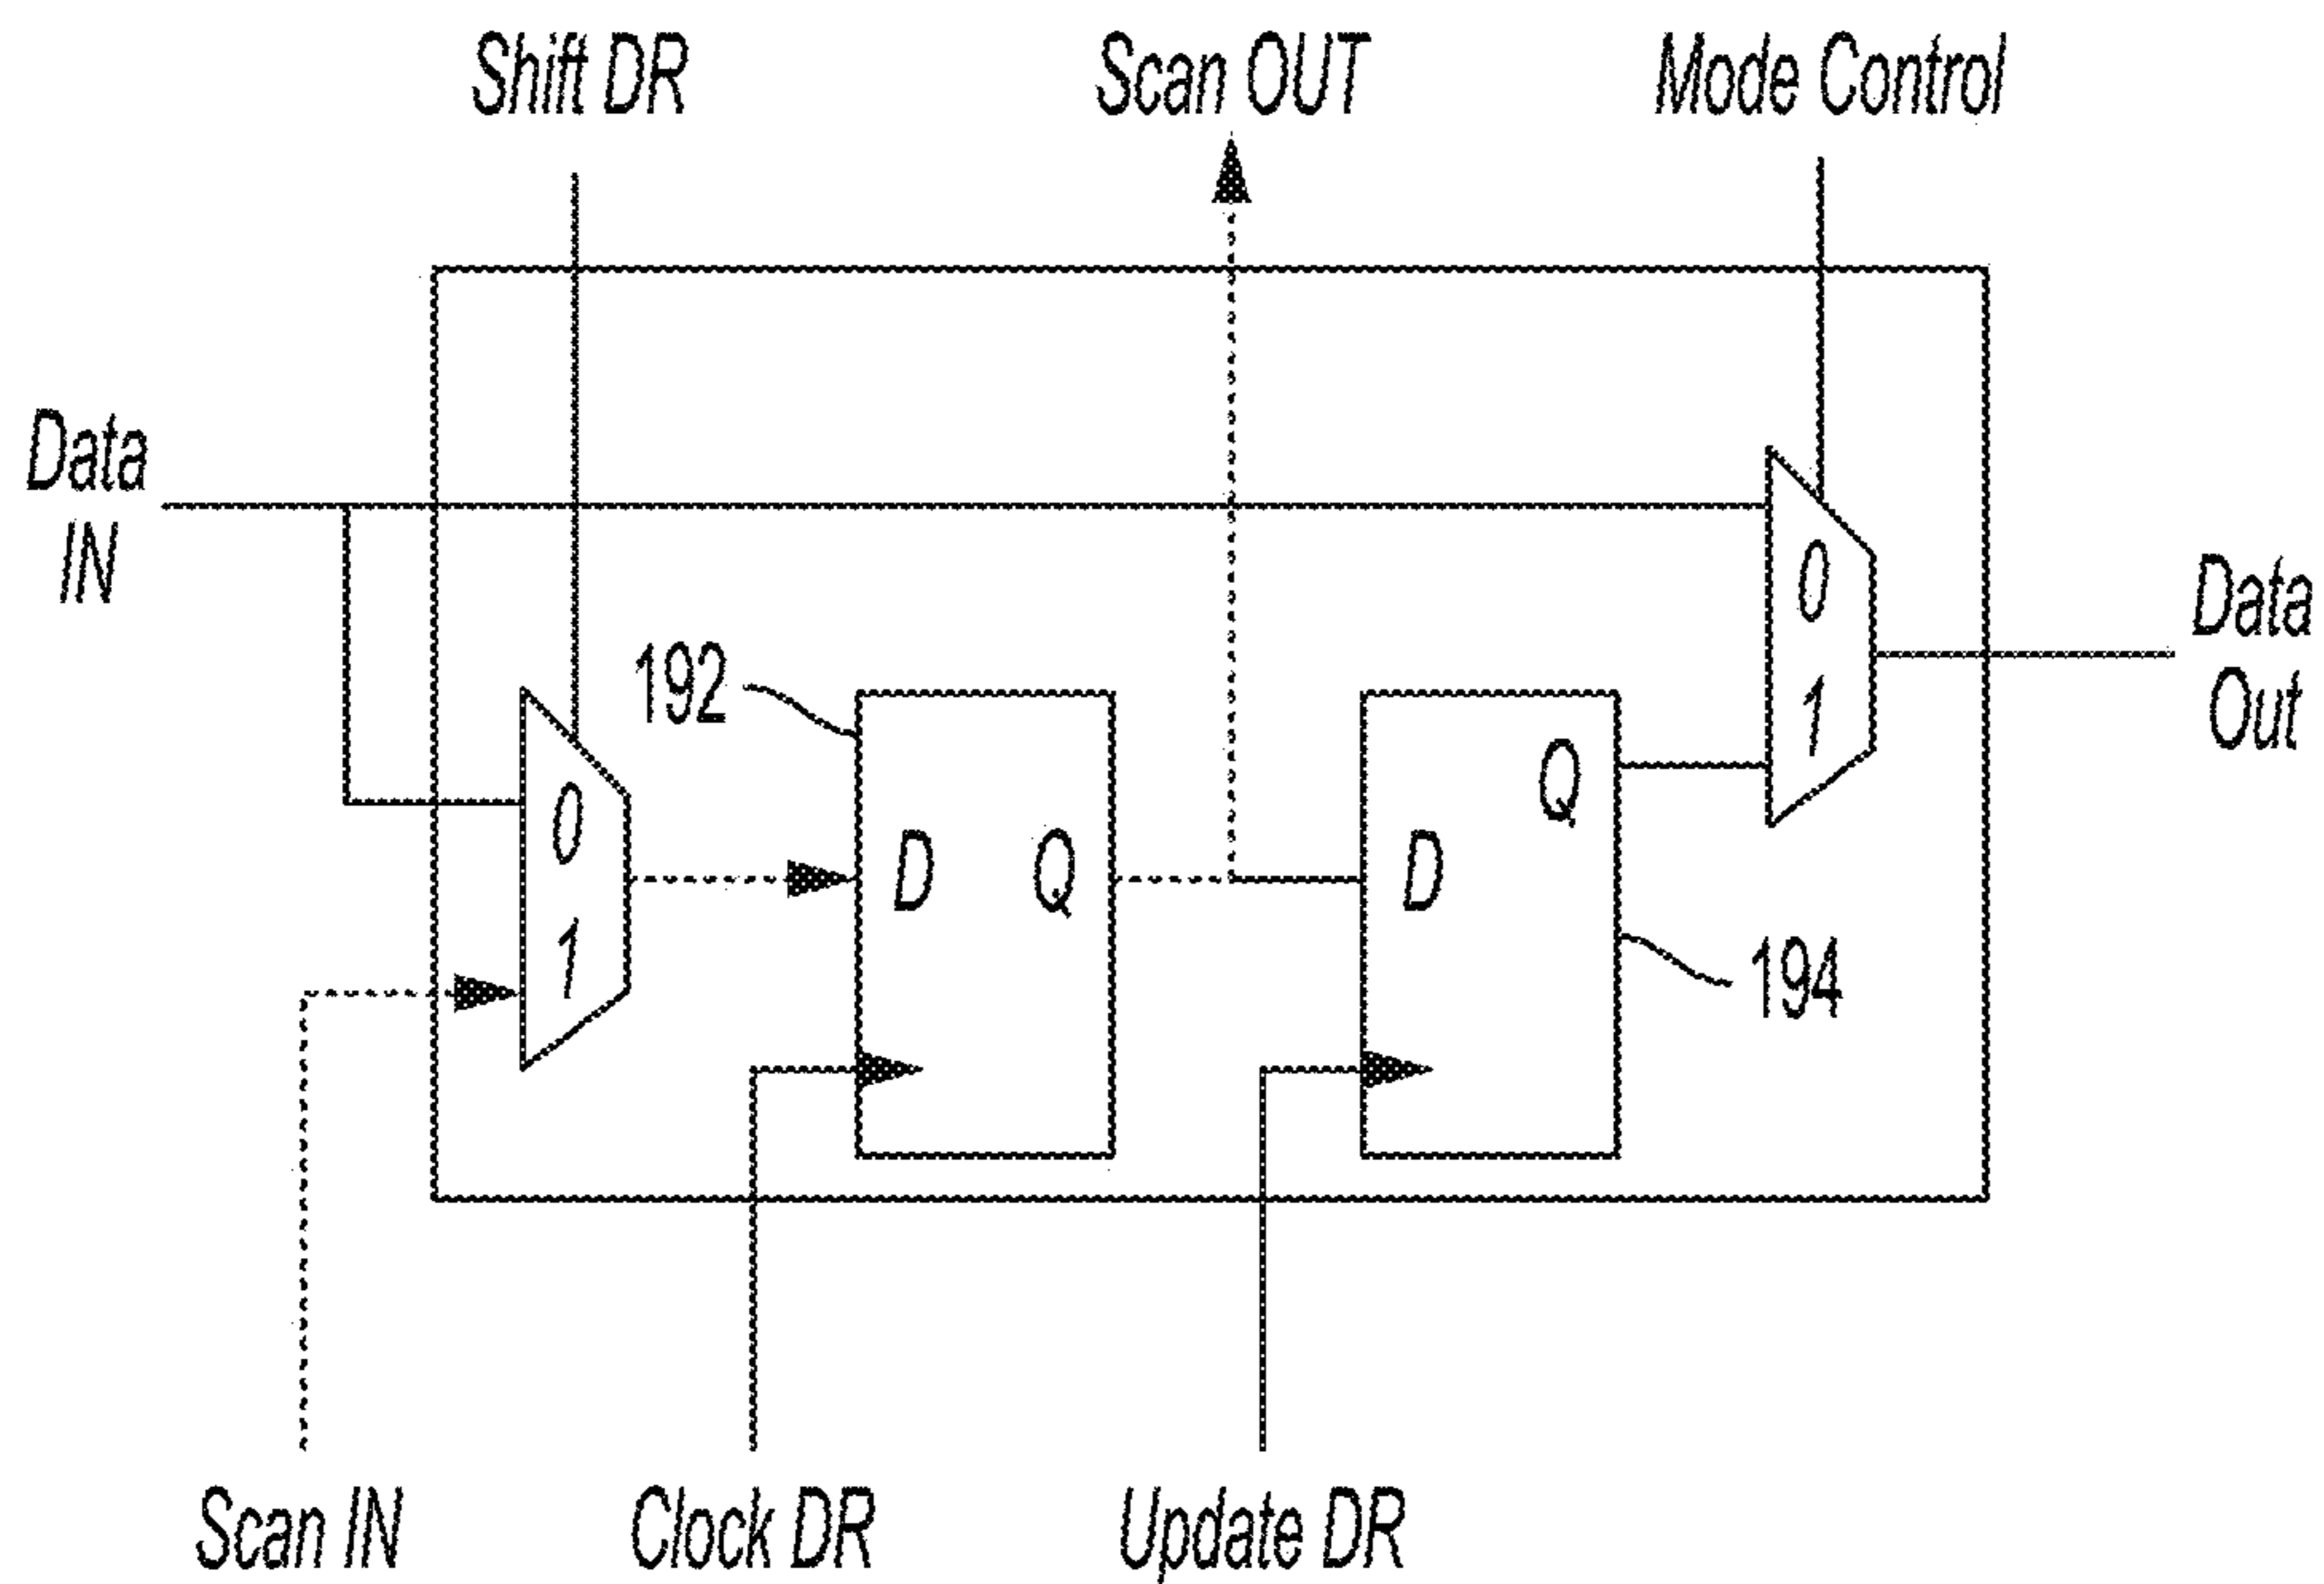 Shift DR
Scan OUT
Mode Control
Data
IN
Data
Out
192
0
1
0
1
D
Q
D
Q
194
Scan IN
Clock DR
Update DR